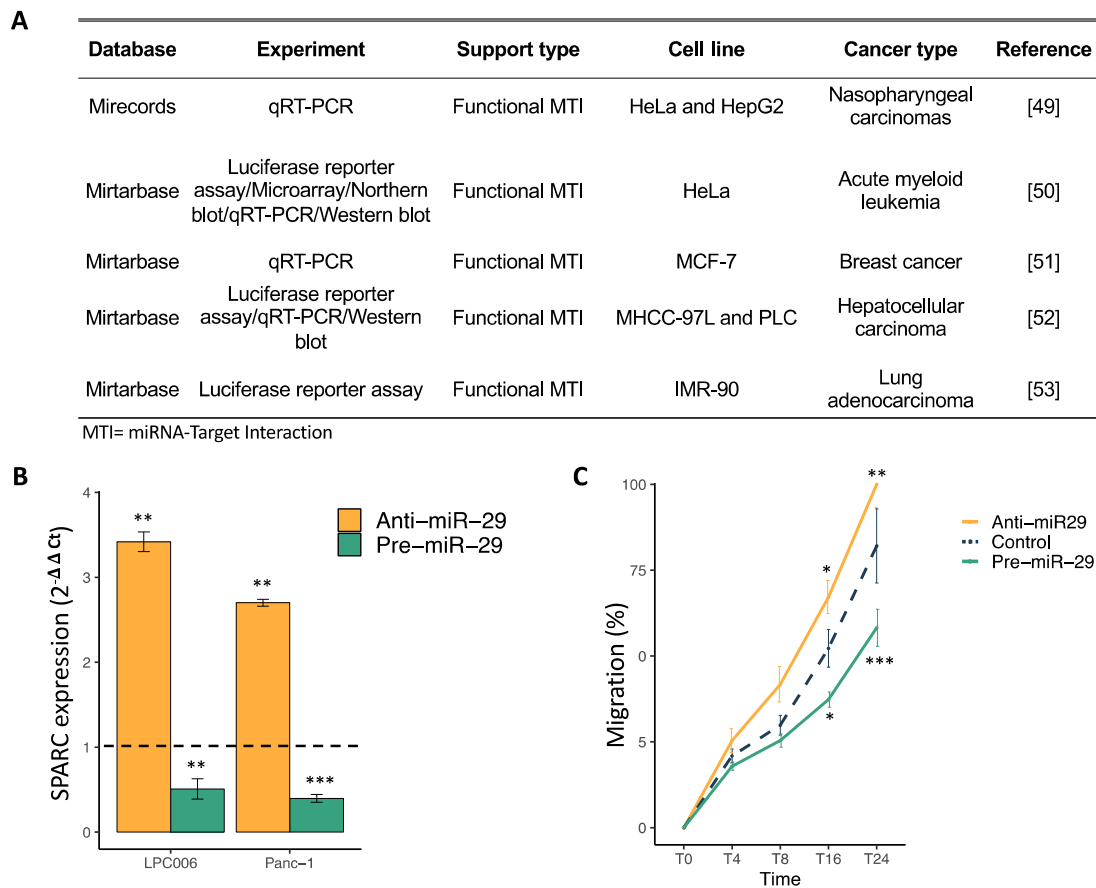 A
Database Experiment Support type Cell line Cancer type Reference
Mirecords qRT-PCR Functional MTI HeLa and HepG2 Nasopharyngeal carcinomas [49]
Mirtarbase Luciferase reporter assay/Microarray/Northern blot/qRT-PCR/Western blot Functional MTI HeLa Acute myeloid leukemia [50]
Mirtarbase qRT-PCR Functional MTI MCF-7 Breast cancer [51]
Mirtarbase Luciferase reporter assay/qRT-PCR/Western blot Functional MTI MHCC-97L and PLC Hepatocellular carcinoma [52]
Mirtarbase Luciferase reporter assay Functional MTI IMR-90 Lung adenocarcinoma [53]
MTI= miRNA-Target Interaction
B
SPARC expression (2-Δ Δ Ct)
4
3
2
1
0
**
**
**
***
LPC006 Panc-1
Anti-miR-29
Pre-miR-29
C
Migration (%)
100
75
0
5
0
*
**
*
***
T0 T4 T8 T16 T24
Time
Anti-miR29
Control
Pre-miR-29